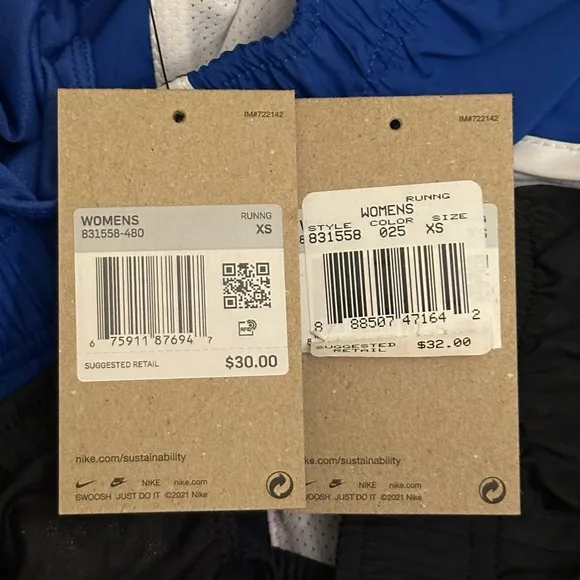 IM#722142
WOMENS RUNNG
831558-480 XS
6 75911 87694 7
RFID
SUGGESTED RETAIL $30.00
nike.com/sustainability
NIKE nike.com
SWOOSH JUST DO IT ©2021 Nike
IM#722142
RUNNG
WOMENS
STYLE COLOR SIZE
831558 025 XS
8 88507 47164 2
SUGGESTED
RETAIL $32.00
nike.com/sustainability
NIKE nike.com
JUST DO IT ©2021 Nike